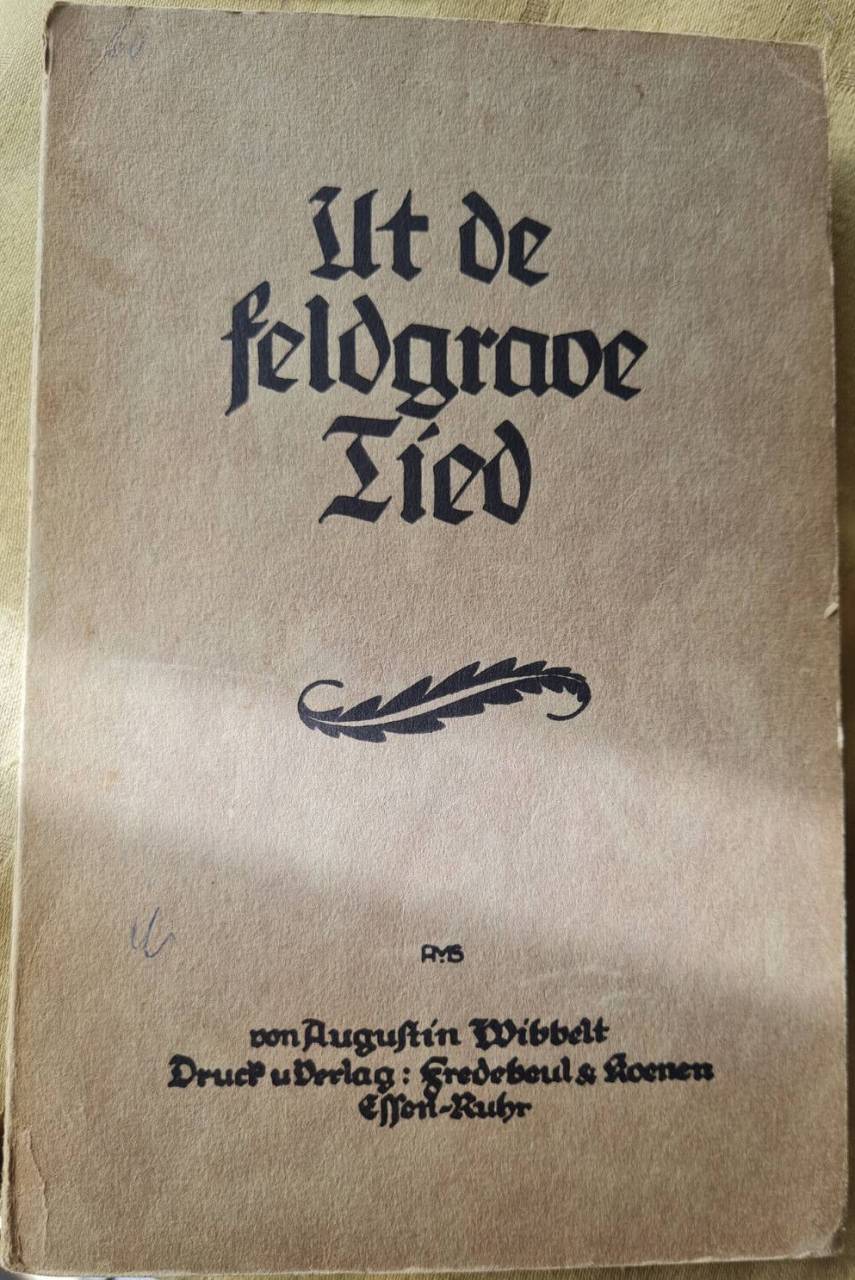 Ut de
feldgraoe
Tied
von Augustin Wibbelt
Druck u Verlag: Fredebeul & Koenen
Essen-Ruhr